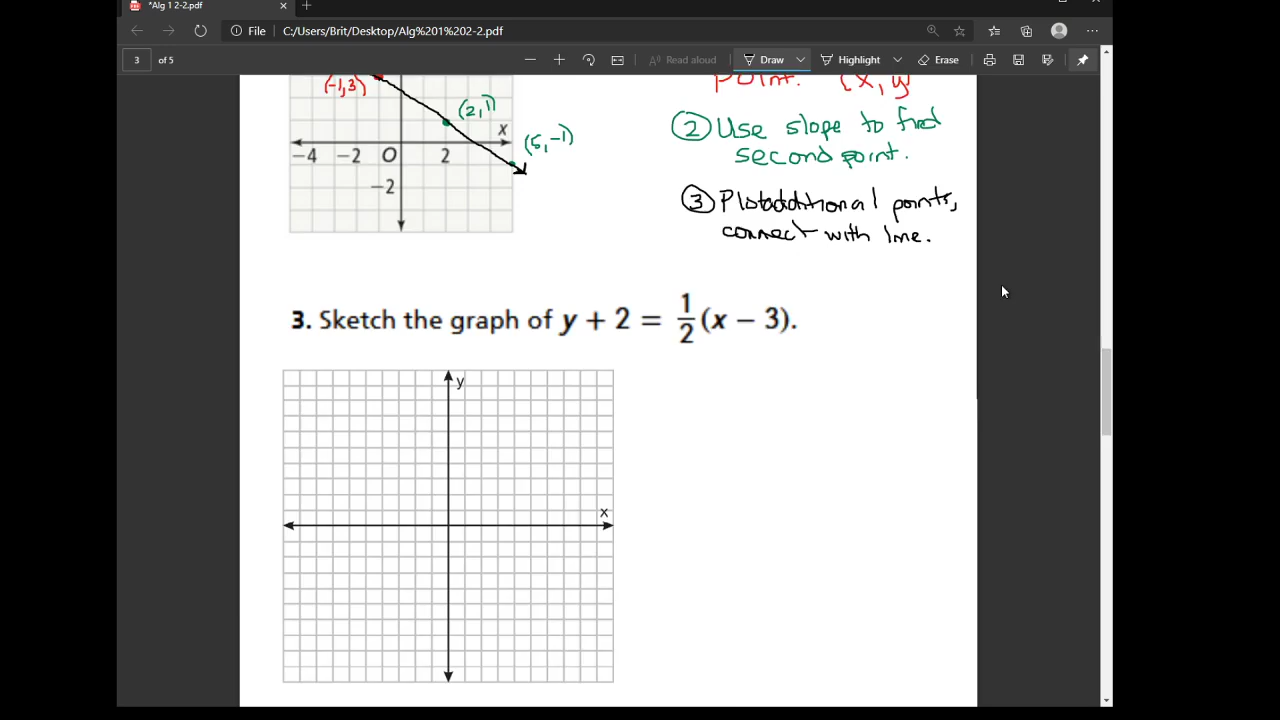 *Alg 1 2-2.pdf
File C:/Users/Brit/Desktop/Alg%201%202-2.pdf
3 of 5 Read aloud Draw Highlight Erase
(-1,3)
(2,1)
(5,-1)
x
-4 -2 O 2
-2
point. (x,y)
② Use slope to find
second point.
③ Plot additional points,
connect with line.
3. Sketch the graph of y + 2 = 1/2(x − 3).
y
x